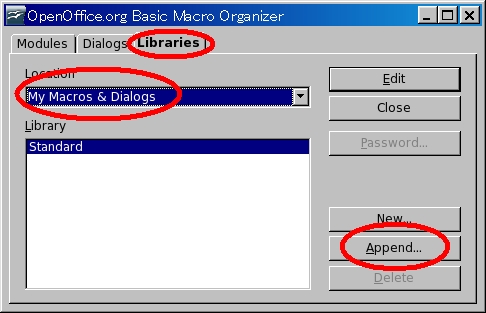 OpenOffice.org Basic Macro Organizer
Modules Dialogs Libraries
Location
My Macros & Dialogs
Library
Standard
Edit
Close
Password...
New...
Append...
Delete